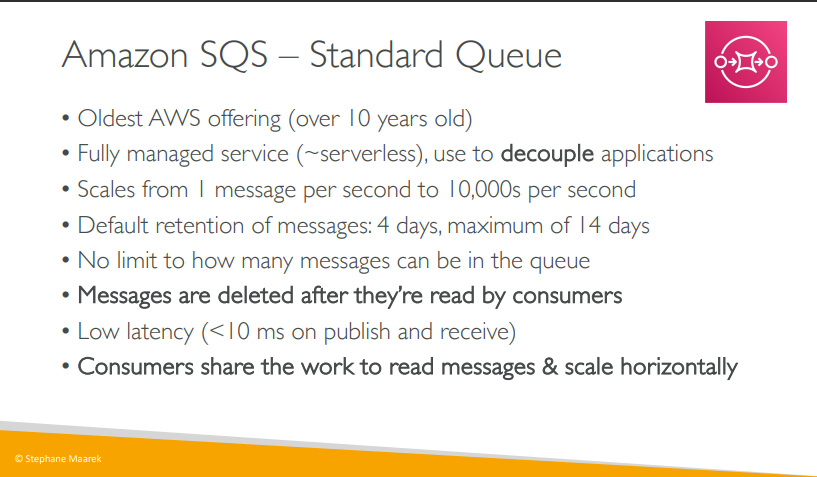 Amazon SQS – Standard Queue
• Oldest AWS offering (over 10 years old)
• Fully managed service (~serverless), use to decouple applications
• Scales from 1 message per second to 10,000s per second
• Default retention of messages: 4 days, maximum of 14 days
• No limit to how many messages can be in the queue
• Messages are deleted after they’re read by consumers
• Low latency (<10 ms on publish and receive)
• Consumers share the work to read messages & scale horizontally
© Stephane Maarek